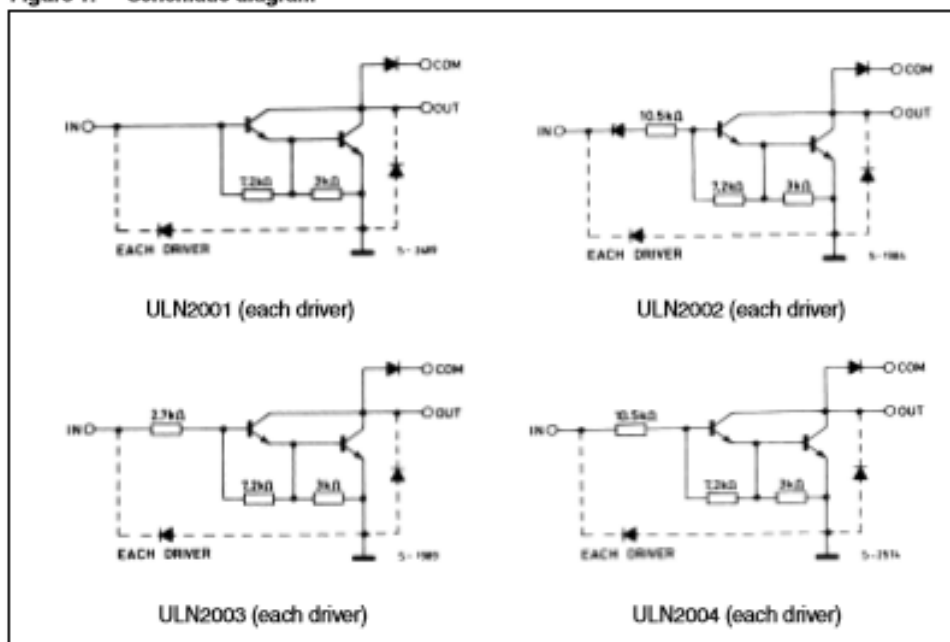 Figure 1. Schematic diagram
COM
OUT
IN
7.2kΩ
3kΩ
EACH DRIVER
S-
ULN2001 (each driver)
COM
OUT
IN
10.5kΩ
7.2kΩ
3kΩ
EACH DRIVER
S-
ULN2002 (each driver)
COM
OUT
IN
2.7kΩ
7.2kΩ
3kΩ
EACH DRIVER
S-
ULN2003 (each driver)
COM
OUT
IN
10.5kΩ
7.2kΩ
3kΩ
EACH DRIVER
S-
ULN2004 (each driver)